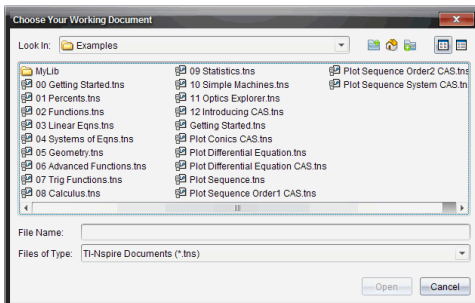 Choose Your Working Document
Look In: Examples
MyLib
00 Getting Started.tns
01 Percents.tns
02 Functions.tns
03 Linear Eqns.tns
04 Systems of Eqns.tns
05 Geometry.tns
06 Advanced Functions.tns
07 Trig Functions.tns
08 Calculus.tns
09 Statistics.tns
10 Simple Machines.tns
11 Optics Explorer.tns
12 Introducing CAS.tns
Getting Started.tns
Plot Conics CAS.tns
Plot Differential Equation.tns
Plot Differential Equation CAS.tns
Plot Sequence.tns
Plot Sequence Order1 CAS.tns
Plot Sequence Order2 CAS.tns
Plot Sequence System CAS.tn
File Name:
Files of Type: TI-Nspire Documents (*.tns)
Open Cancel